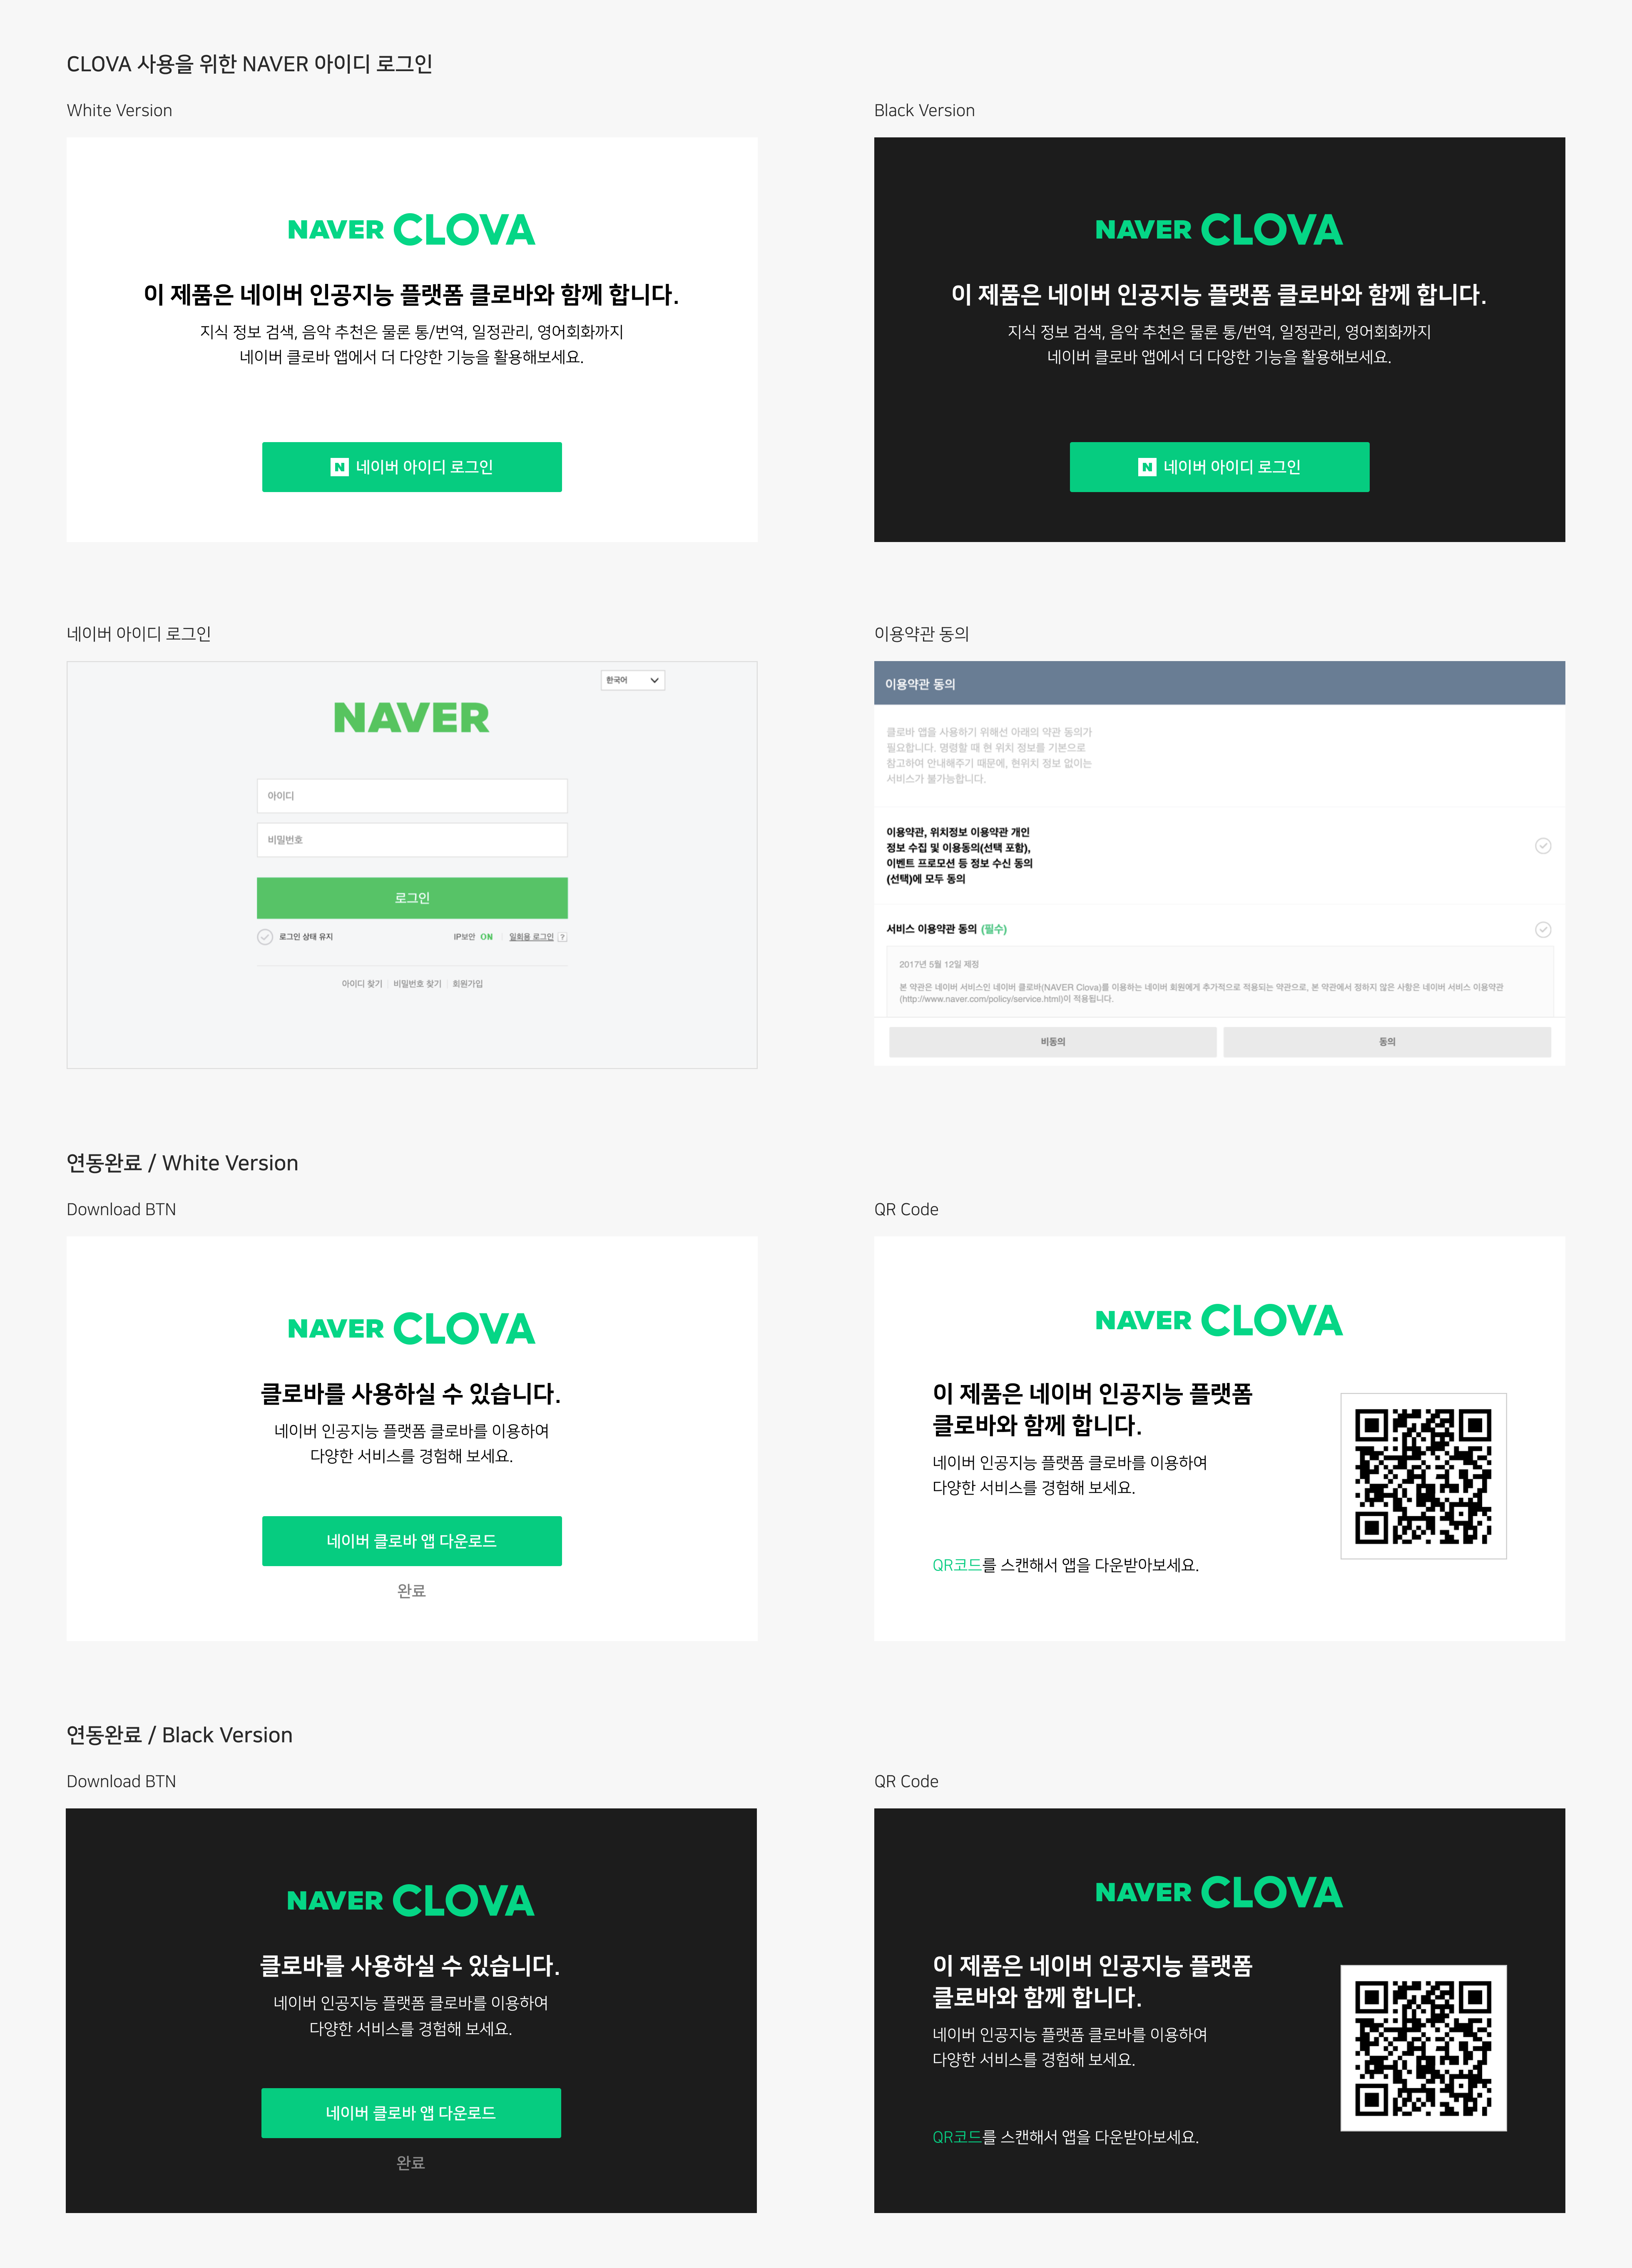 CLOVA 사용을 위한 NAVER 아이디 로그인
White Version
NAVER CLOVA
이 제품은 네이버 인공지능 플랫폼 클로바와 함께 합니다.
지식 정보 검색, 음악 추천은 물론 통/번역, 일정관리, 영어회화까지
네이버 클로바 앱에서 더 다양한 기능을 활용해보세요.
N 네이버 아이디 로그인
Black Version
NAVER CLOVA
이 제품은 네이버 인공지능 플랫폼 클로바와 함께 합니다.
지식 정보 검색, 음악 추천은 물론 통/번역, 일정관리, 영어회화까지
네이버 클로바 앱에서 더 다양한 기능을 활용해보세요.
N 네이버 아이디 로그인
네이버 아이디 로그인
한국어
NAVER
아이디
비밀번호
로그인
로그인 상태 유지 IP보안 ON 일회용 로그인 ?
아이디 찾기 비밀번호 찾기 회원가입
이용약관 동의
이용약관 동의
클로바 앱을 사용하기 위해선 아래의 약관 동의가
필요합니다. 명령할 때 현 위치 정보를 기본으로
참고하여 안내해주기 때문에, 현위치 정보 없이는
서비스가 불가능합니다.
이용약관, 위치정보 이용약관 개인
정보 수집 및 이용동의(선택 포함),
이벤트 프로모션 등 정보 수신 동의
(선택)에 모두 동의
서비스 이용약관 동의 (필수)
2017년 5월 12일 제정
본 약관은 네이버 서비스인 네이버 클로바(NAVER Clova)를 이용하는 네이버 회원에게 추가적으로 적용되는 약관으로, 본 약관에서 정하지 않은 사항은 네이버 서비스 이용약관
(http://www.naver.com/policy/service.html)이 적용됩니다.
비동의 동의
연동완료 / White Version
Download BTN
NAVER CLOVA
클로바를 사용하실 수 있습니다.
네이버 인공지능 플랫폼 클로바를 이용하여
다양한 서비스를 경험해 보세요.
네이버 클로바 앱 다운로드
완료
QR Code
NAVER CLOVA
이 제품은 네이버 인공지능 플랫폼
클로바와 함께 합니다.
네이버 인공지능 플랫폼 클로바를 이용하여
다양한 서비스를 경험해 보세요.
QR코드를 스캔해서 앱을 다운받아보세요.
연동완료 / Black Version
Download BTN
NAVER CLOVA
클로바를 사용하실 수 있습니다.
네이버 인공지능 플랫폼 클로바를 이용하여
다양한 서비스를 경험해 보세요.
네이버 클로바 앱 다운로드
완료
QR Code
NAVER CLOVA
이 제품은 네이버 인공지능 플랫폼
클로바와 함께 합니다.
네이버 인공지능 플랫폼 클로바를 이용하여
다양한 서비스를 경험해 보세요.
QR코드를 스캔해서 앱을 다운받아보세요.